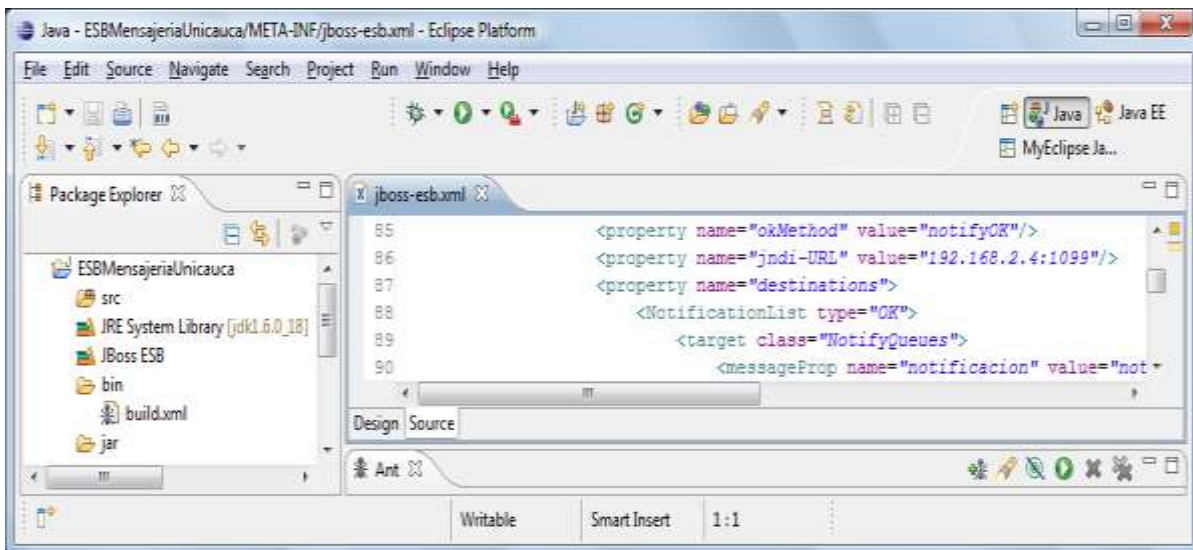 Java - ESBMensajeriaUnicauca/META-INF/jboss-esb.xml - Eclipse Platform
File Edit Source Navigate Search Project Run Window Help
Java Java EE
MyEclipse Ja...
Package Explorer
jboss-esb.xml
ESBMensajeriaUnicauca
src
JRE System Library [jdk1.6.0_18]
JBoss ESB
bin
build.xml
jar
85 <property name="okMethod" value="notifyOK"/>
86 <property name="jndi-URL" value="192.168.2.4:1099"/>
87 <property name="destinations">
88 <NotificationList type="OK">
89 <target class="NotifyQueues">
90 <messageProp name="notificacion" value="not
Design Source
Ant
Writable Smart Insert 1:1